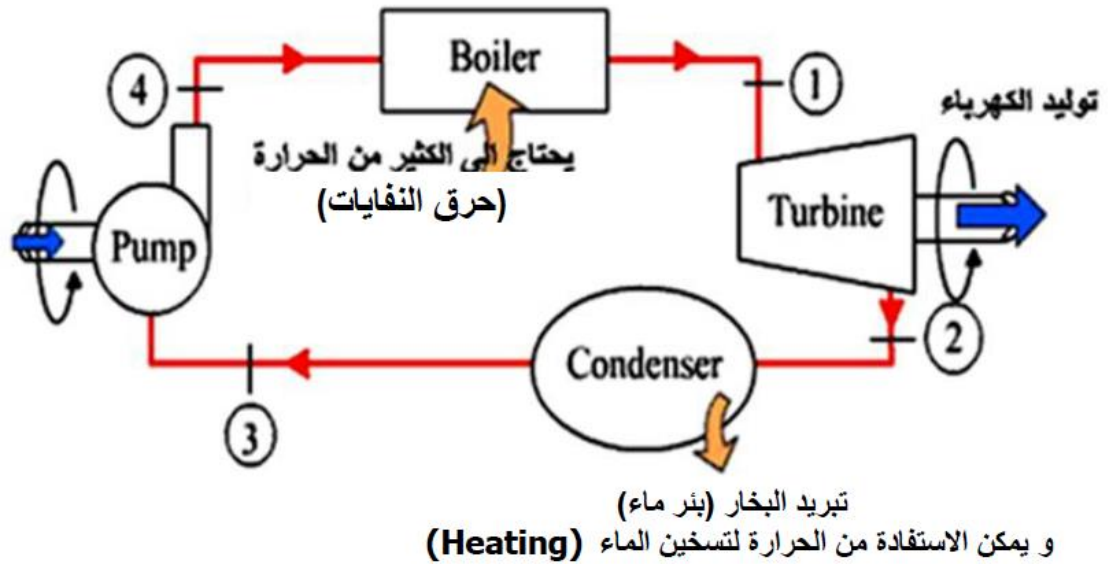 Boiler
4
1
توليد الكهرباء
يحتاج الى الكثير من الحرارة
(حرق النفايات)
Turbine
Pump
2
Condenser
3
تبريد البخار (بئر ماء)
و يمكن الاستفادة من الحرارة لتسخين الماء (Heating)